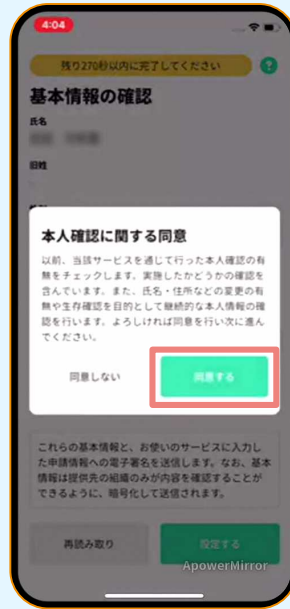 4:04
残り270秒以内に完了してください
?
基本情報の確認
氏名
旧姓
本人確認に関する同意
以前、当該サービスを通じて行った本人確認の有
無をチェックします。実施したかどうかの確認を
含んでいます。また、氏名・住所などの変更の有
無や生存確認を目的として継続的な本人情報の確
認を行います。よろしければ同意を行い次に進ん
でください。
同意しない
同意する
これらの基本情報と、お使いのサービスに入力し
た申請情報への電子署名を送信します。なお、基本
情報は提供先の組織のみが内容を確認することが
できるように、暗号化して送信されます。
再読み取り
設定する
ApowerMirror